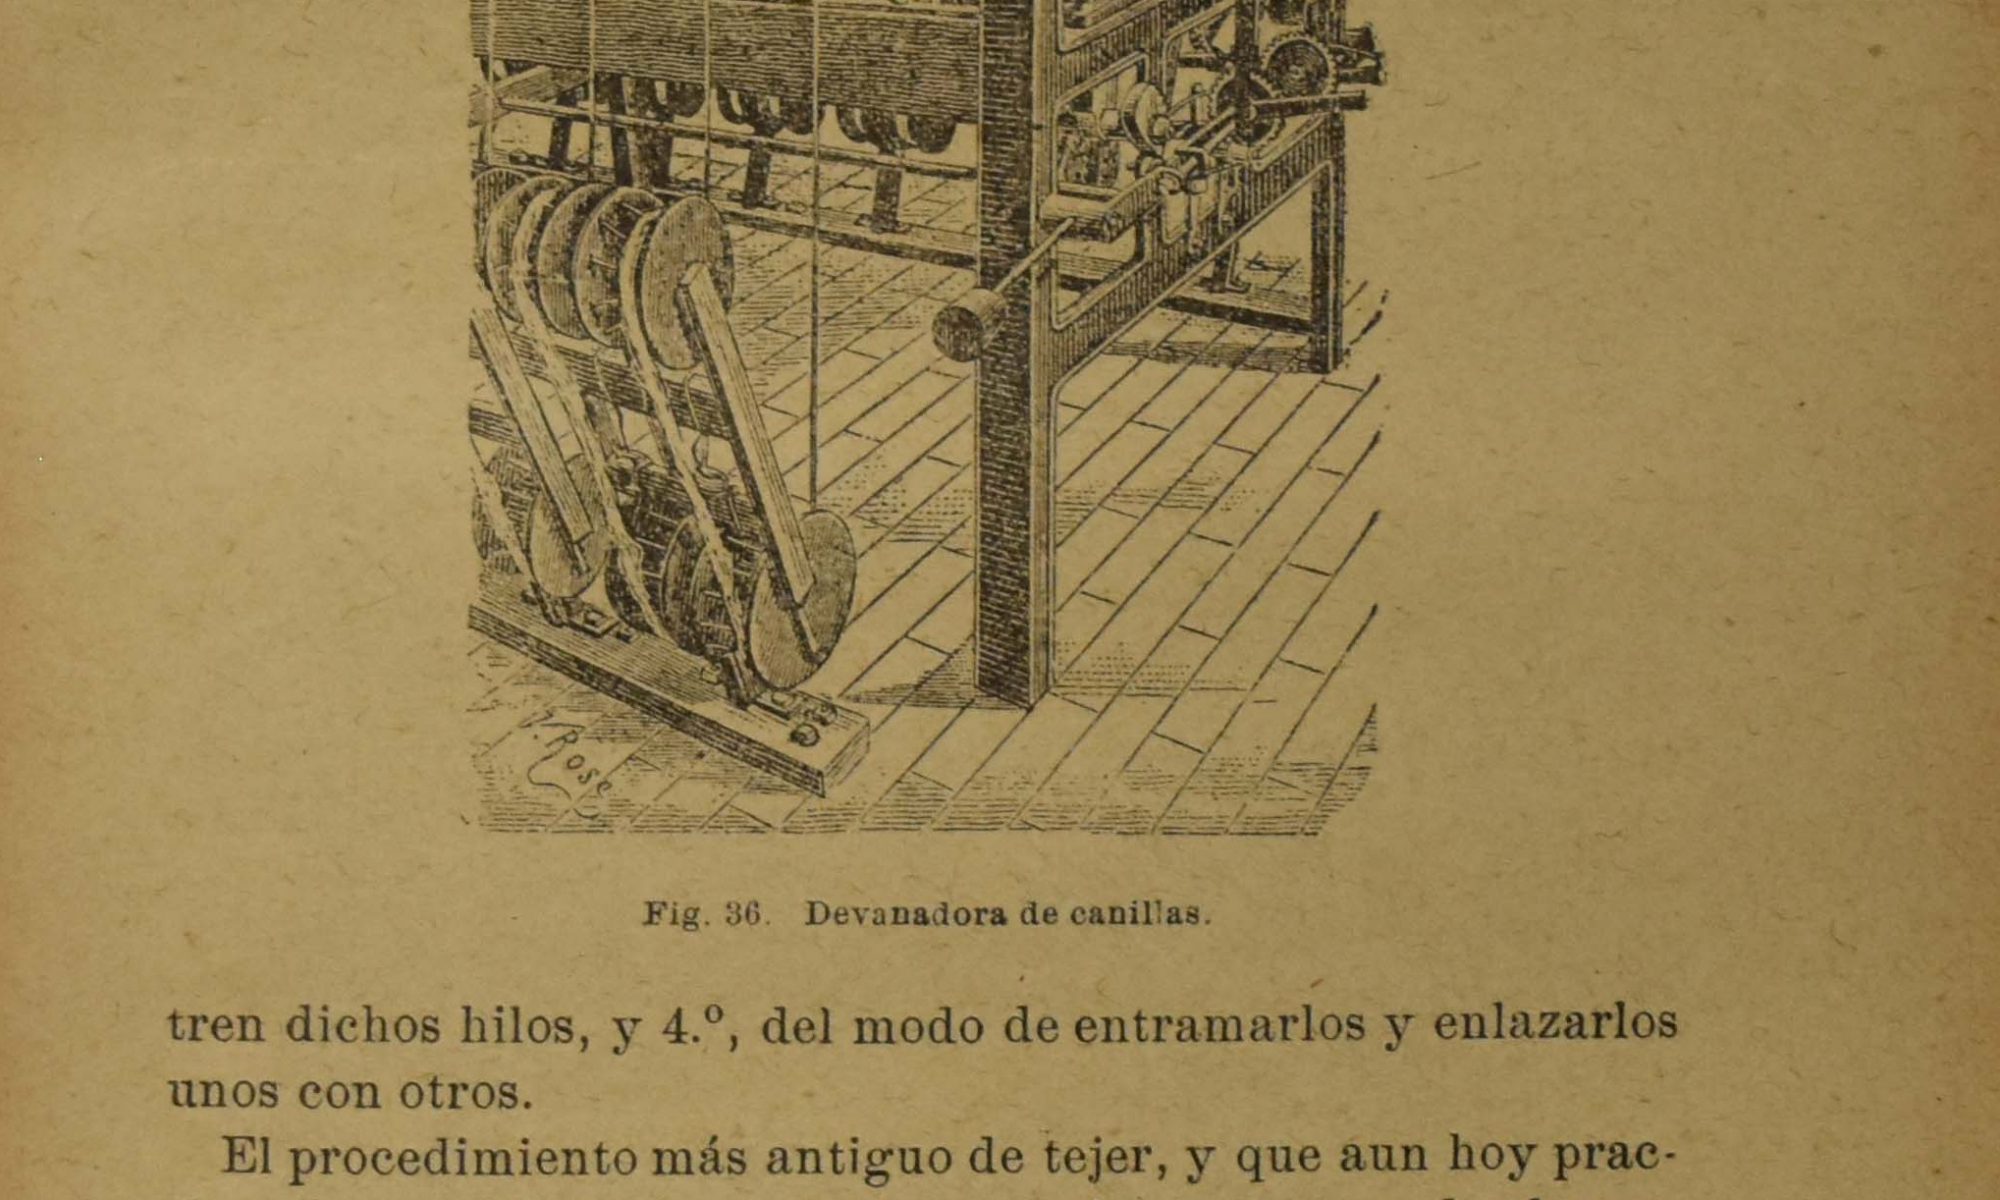 V. Rose
Fig. 36. Devanadora de canillas.
tren dichos hilos, y 4.º, del modo de entramarlos y enlazarlos
unos con otros.
El procedimiento más antiguo de tejer, y que aun hoy prac-